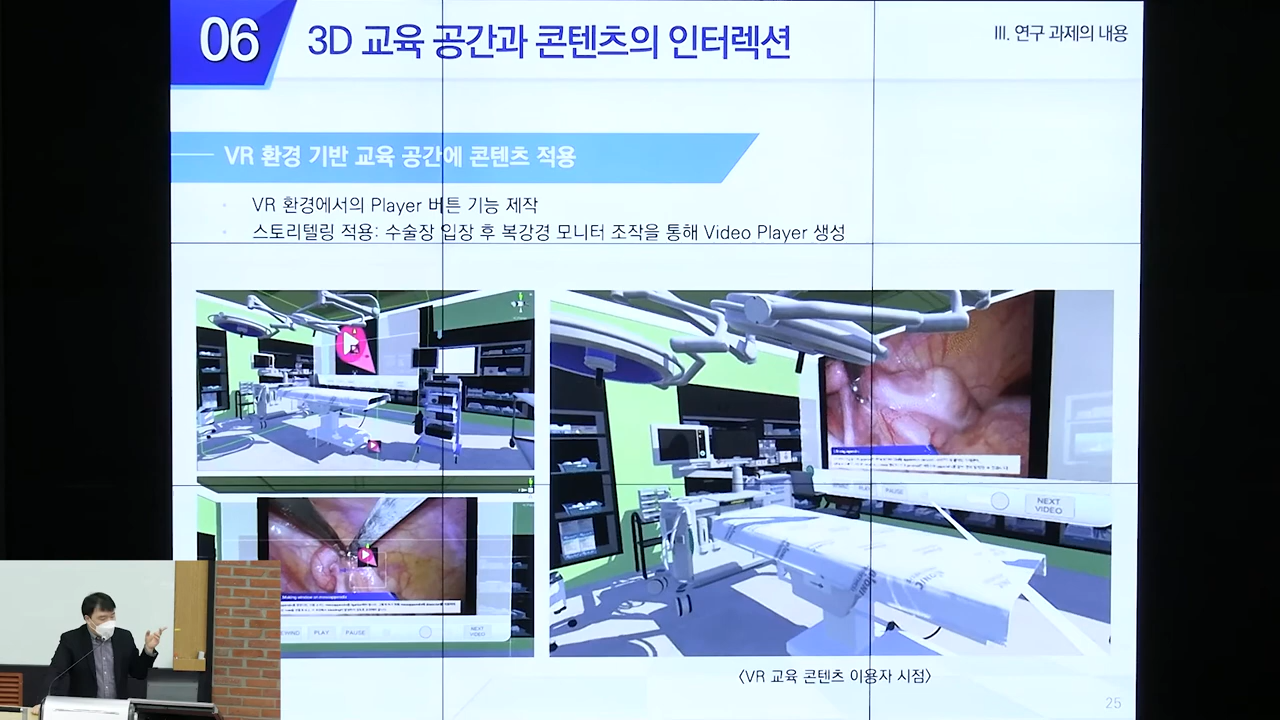 06
3D 교육 공간과 콘텐츠의 인터렉션
III. 연구 과제의 내용
VR 환경 기반 교육 공간에 콘텐츠 적용
VR 환경에서의 Player 버튼 기능 제작
스토리텔링 적용: 수술장 입장 후 복강경 모니터 조작을 통해 Video Player 생성
PAUSE
NEXT
VIDEO
Making window on mesoappendix
PLAY
PAUSE
NEXT
VIDEO
〈VR 교육 콘텐츠 이용자 시점〉
25